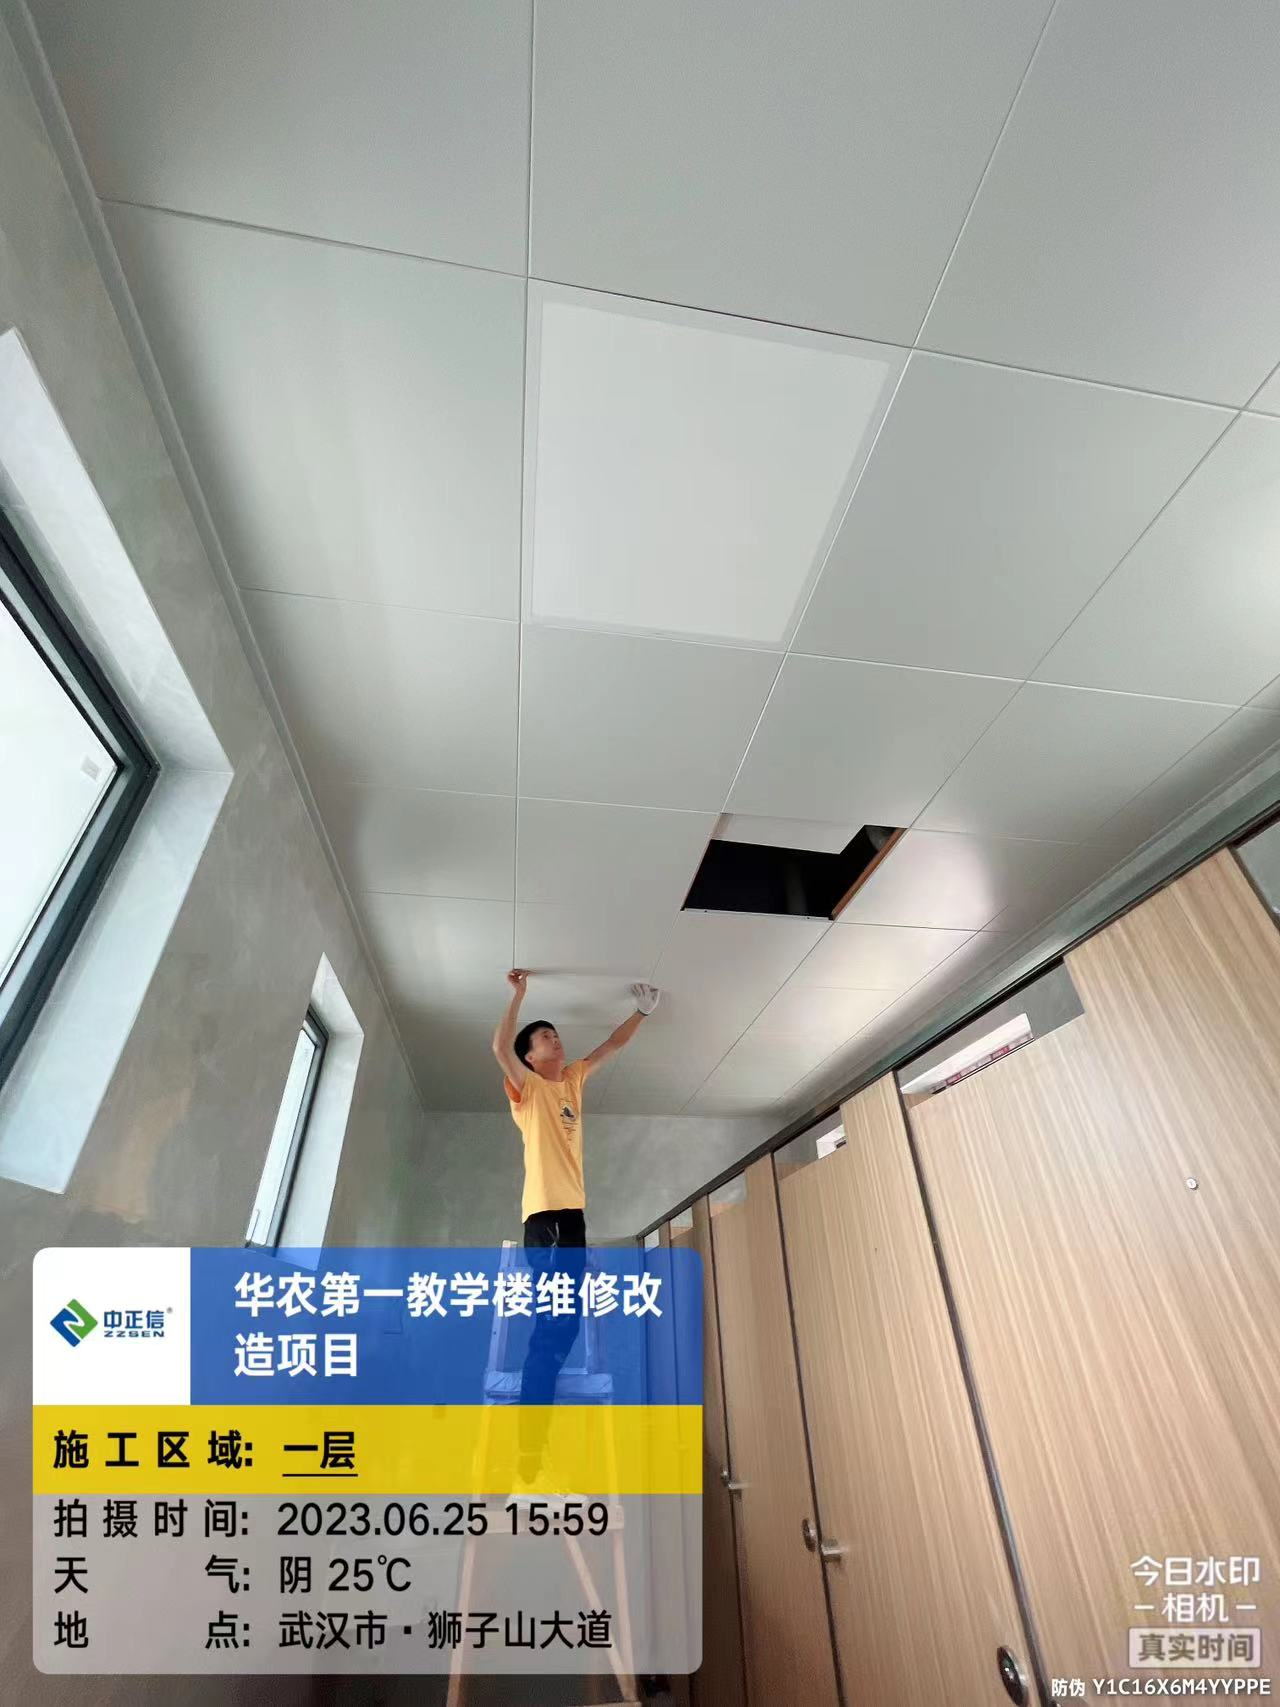 中正信®
ZZSEN
华农第一教学楼维修改
造项目
施工区域: 一层
拍摄时间: 2023.06.25 15:59
天气: 阴 25℃
地点: 武汉市·狮子山大道
今日水印
-相机-
真实时间
防伪 Y1C16X6M4YYPPE